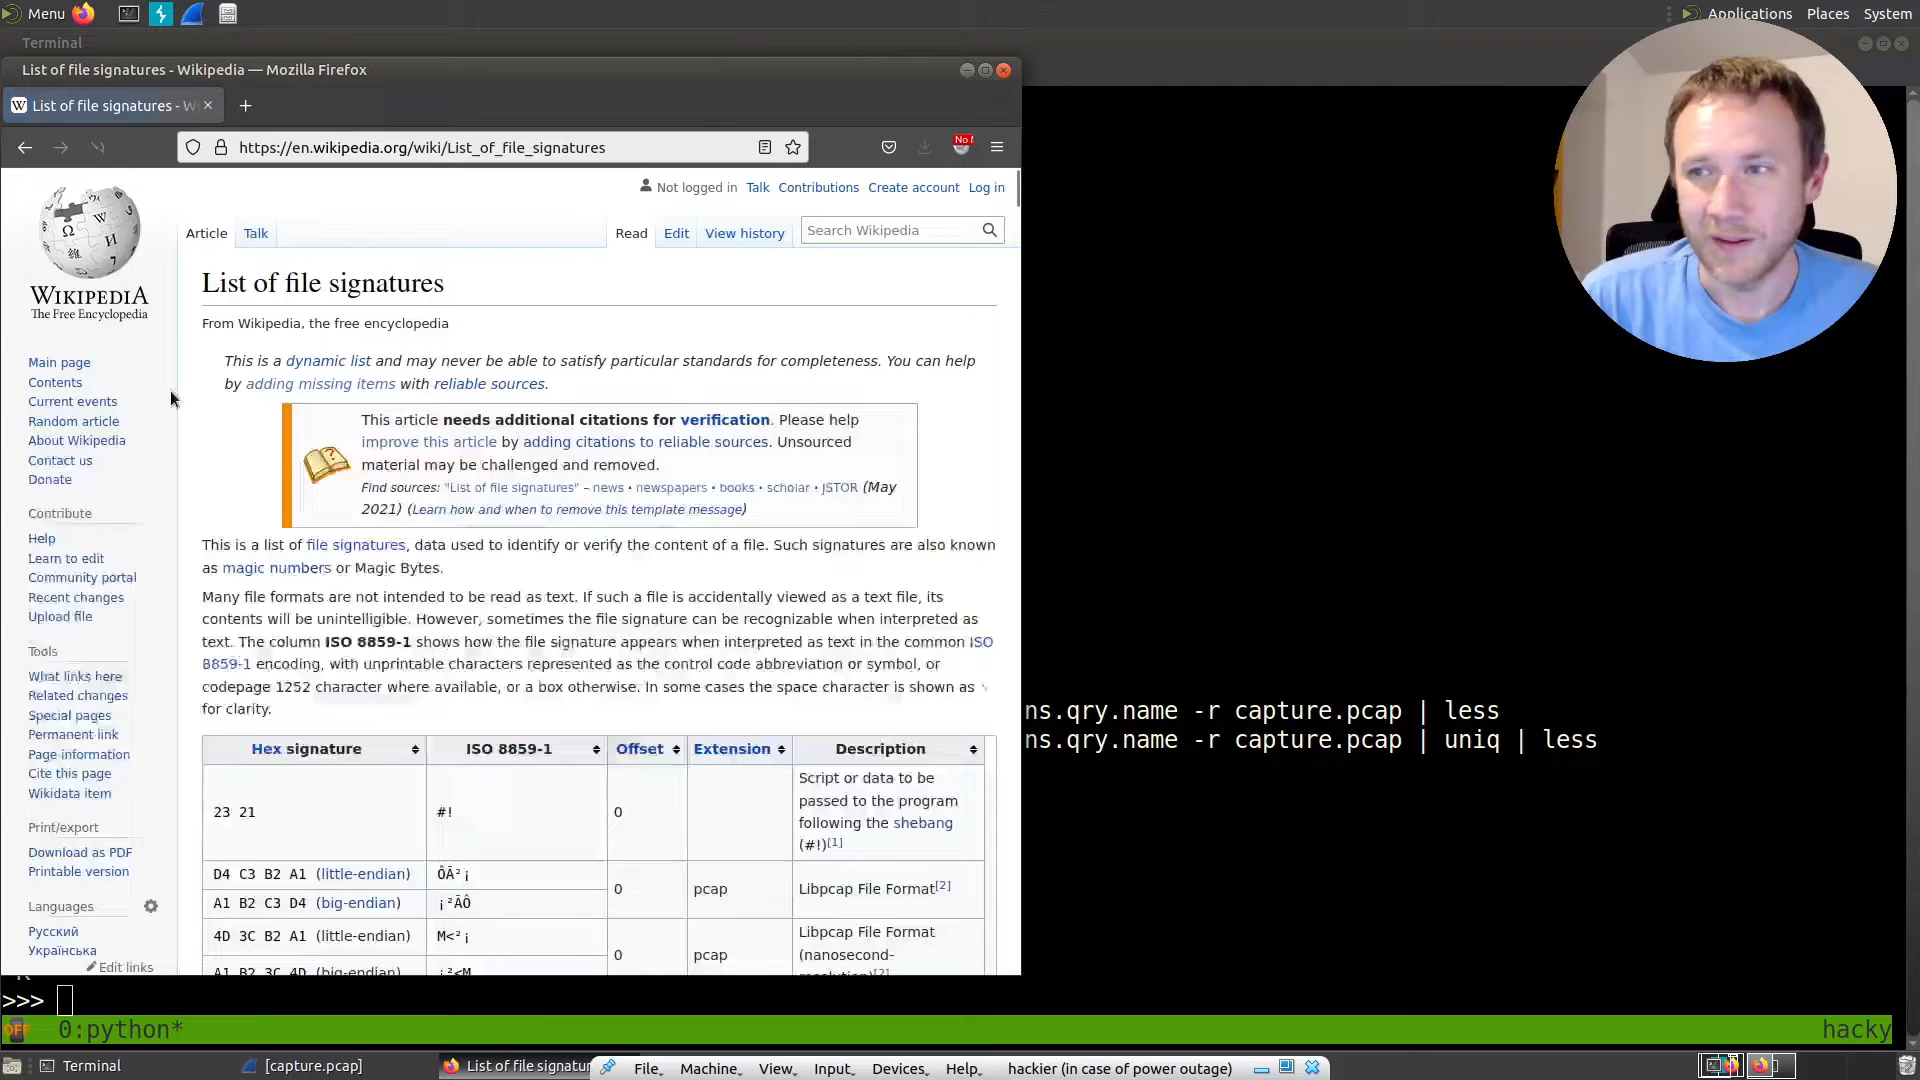 Menu
Applications Places System
Terminal
List of file signatures - Wikipedia — Mozilla Firefox
List of file signatures - W
https://en.wikipedia.org/wiki/List_of_file_signatures
Not logged in Talk Contributions Create account Log in
Article Talk
Read Edit View history
Search Wikipedia
WIKIPEDIA
The Free Encyclopedia
Main page
Contents
Current events
Random article
About Wikipedia
Contact us
Donate
Contribute
Help
Learn to edit
Community portal
Recent changes
Upload file
Tools
What links here
Related changes
Special pages
Permanent link
Page information
Cite this page
Wikidata item
Print/export
Download as PDF
Printable version
Languages
Русский
Українська
Edit links
List of file signatures
From Wikipedia, the free encyclopedia
This is a dynamic list and may never be able to satisfy particular standards for completeness. You can help
by adding missing items with reliable sources.
This article needs additional citations for verification. Please help
improve this article by adding citations to reliable sources. Unsourced
material may be challenged and removed.
Find sources: "List of file signatures" – news · newspapers · books · scholar · JSTOR (May
2021) (Learn how and when to remove this template message)
This is a list of file signatures, data used to identify or verify the content of a file. Such signatures are also known
as magic numbers or Magic Bytes.
Many file formats are not intended to be read as text. If such a file is accidentally viewed as a text file, its
contents will be unintelligible. However, sometimes the file signature can be recognizable when interpreted as
text. The column ISO 8859-1 shows how the file signature appears when interpreted as text in the common ISO
8859-1 encoding, with unprintable characters represented as the control code abbreviation or symbol, or
codepage 1252 character where available, or a box otherwise. In some cases the space character is shown as
for clarity.
Hex signature ISO 8859-1 Offset Extension Description
23 21 #! 0 Script or data to be
passed to the program
following the shebang
(#!)[1]
D4 C3 B2 A1 (little-endian) ÔÃ²¡
A1 B2 C3 D4 (big-endian) ¡²ÃÔ
0 pcap Libpcap File Format[2]
4D 3C B2 A1 (little-endian) M<²¡
A1 B2 3C 4D (big-endian) ¡²<M
0 pcap Libpcap File Format
(nanosecond-
resolution)[2]
ns.qry.name -r capture.pcap | less
ns.qry.name -r capture.pcap | uniq | less
>>>
OFF 0:python* hacky
Terminal [capture.pcap] List of file signatur
File Machine View Input Devices Help hackier (in case of power outage)